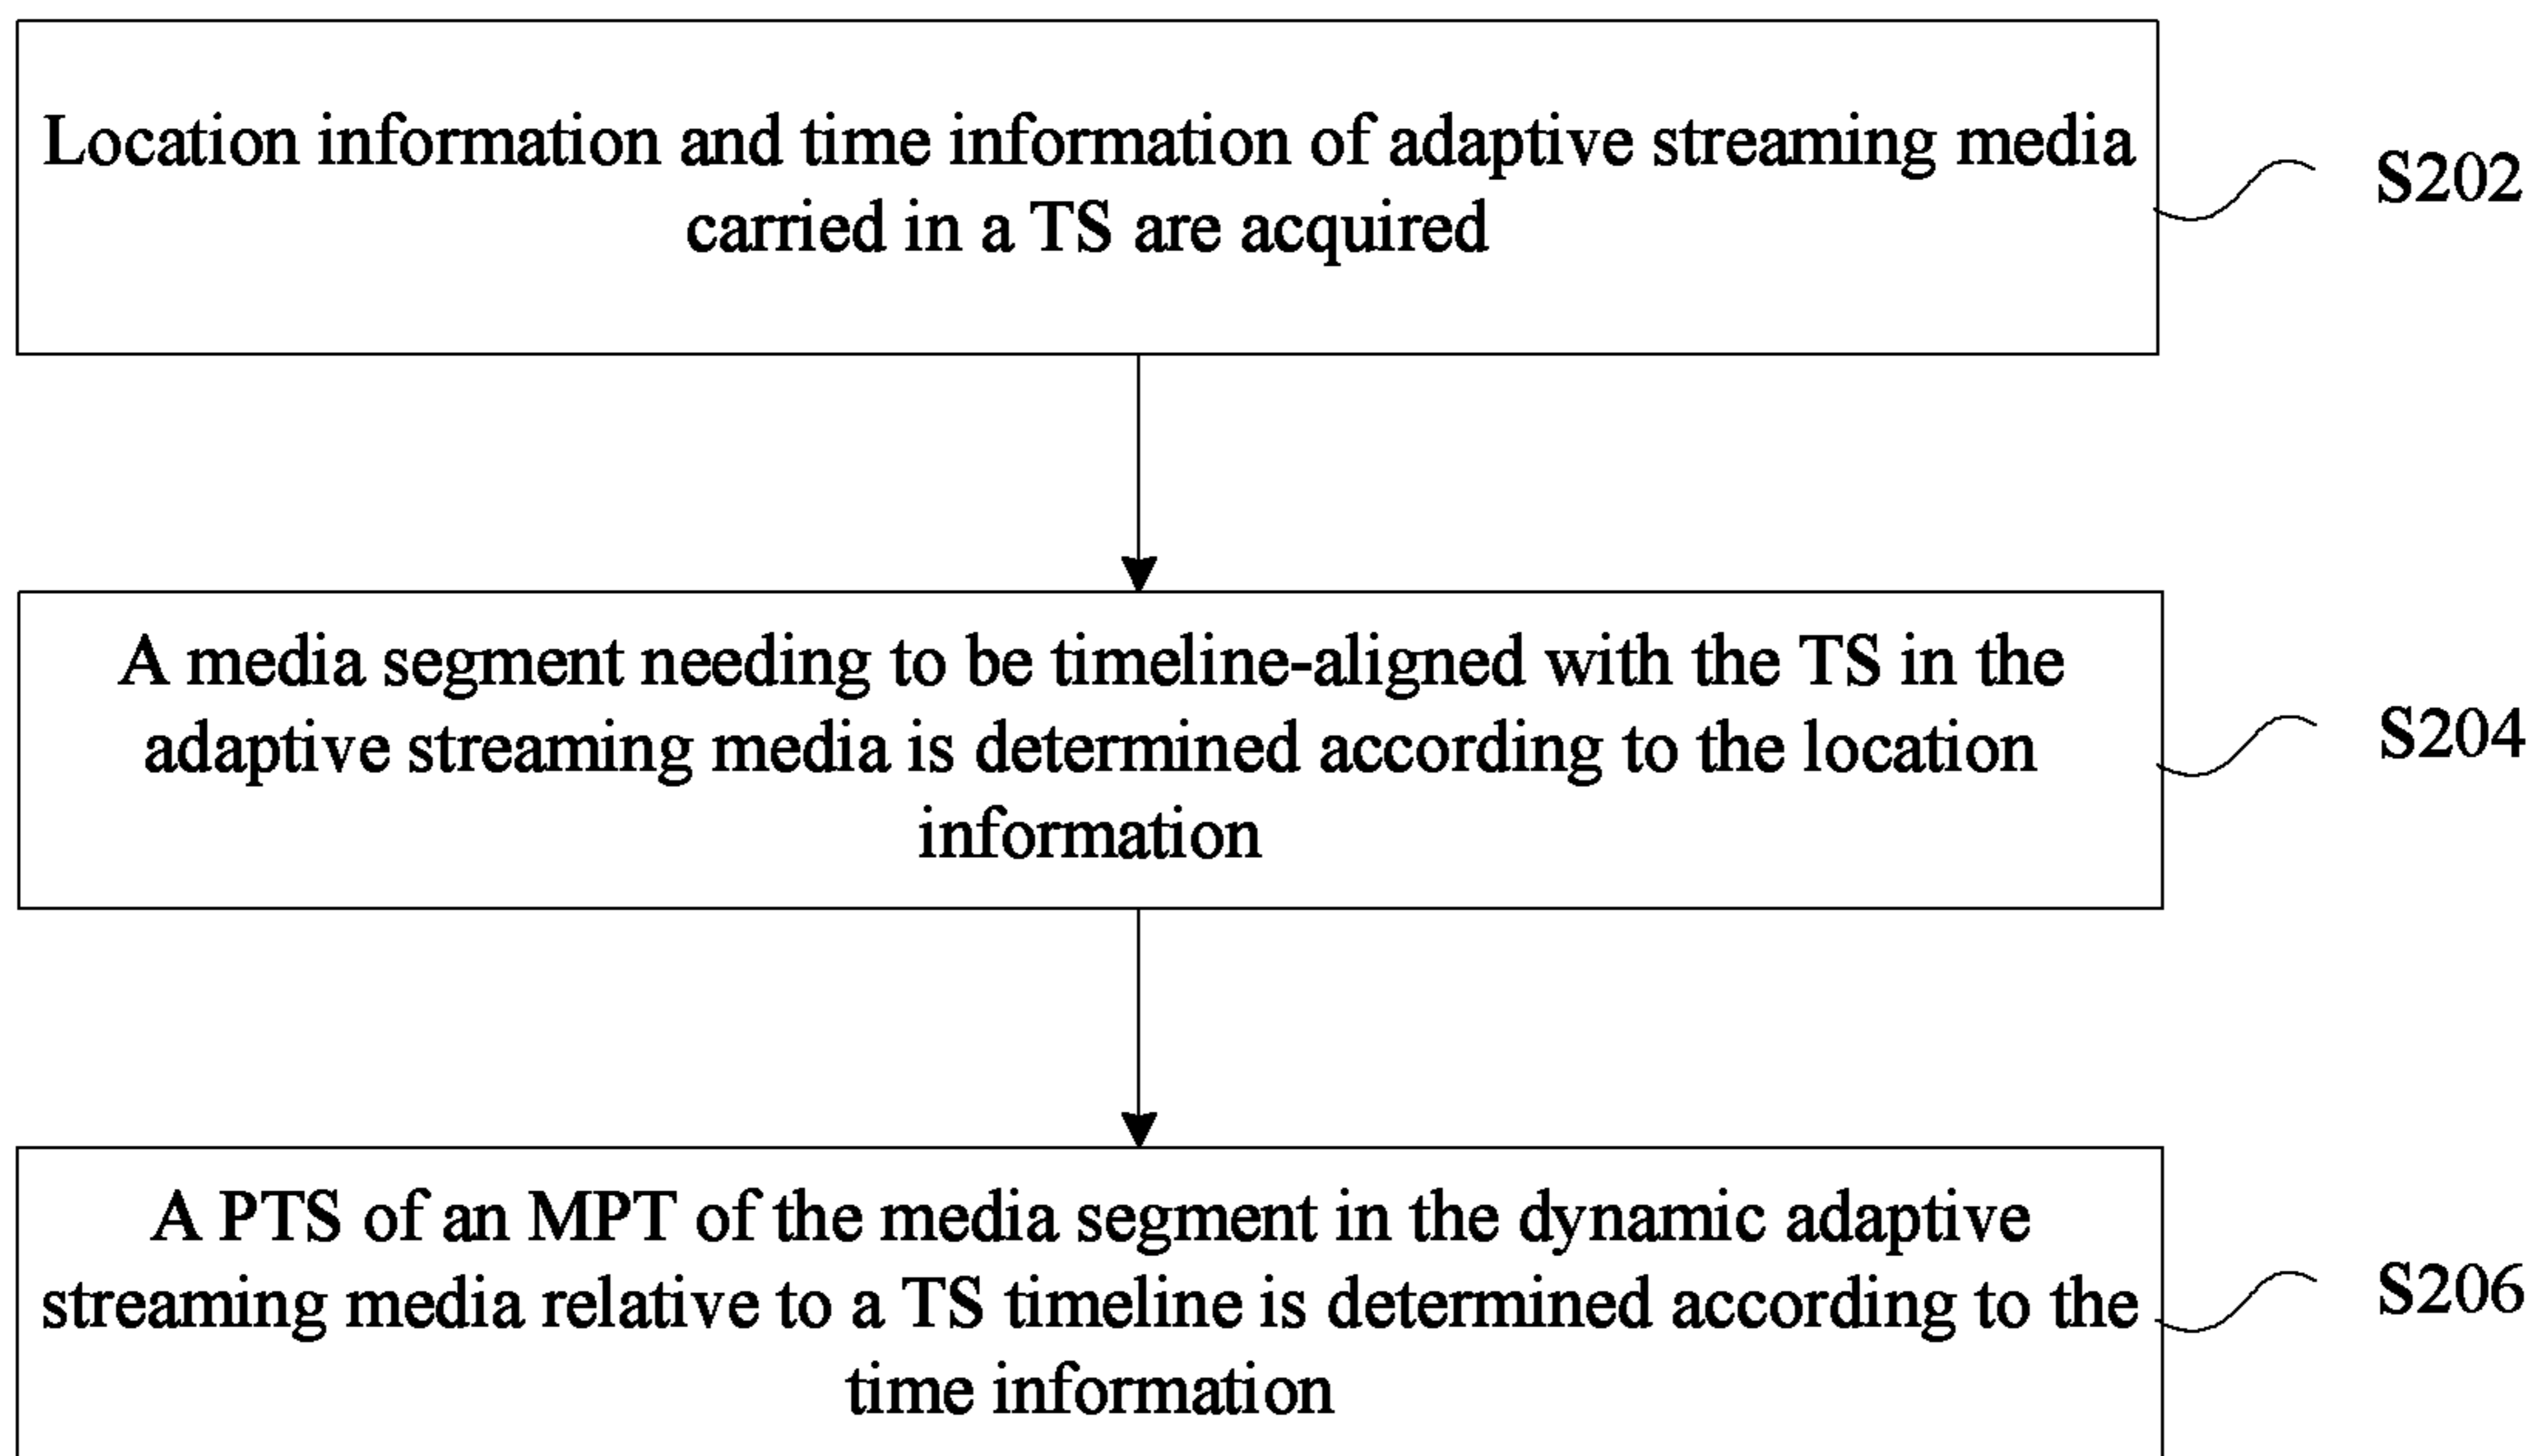 Location information and time information of adaptive streaming media
carried in a TS are acquired
S202
A media segment needing to be timeline-aligned with the TS in the
adaptive streaming media is determined according to the location
information
S204
A PTS of an MPT of the media segment in the dynamic adaptive
streaming media relative to a TS timeline is determined according to the
time information
S206